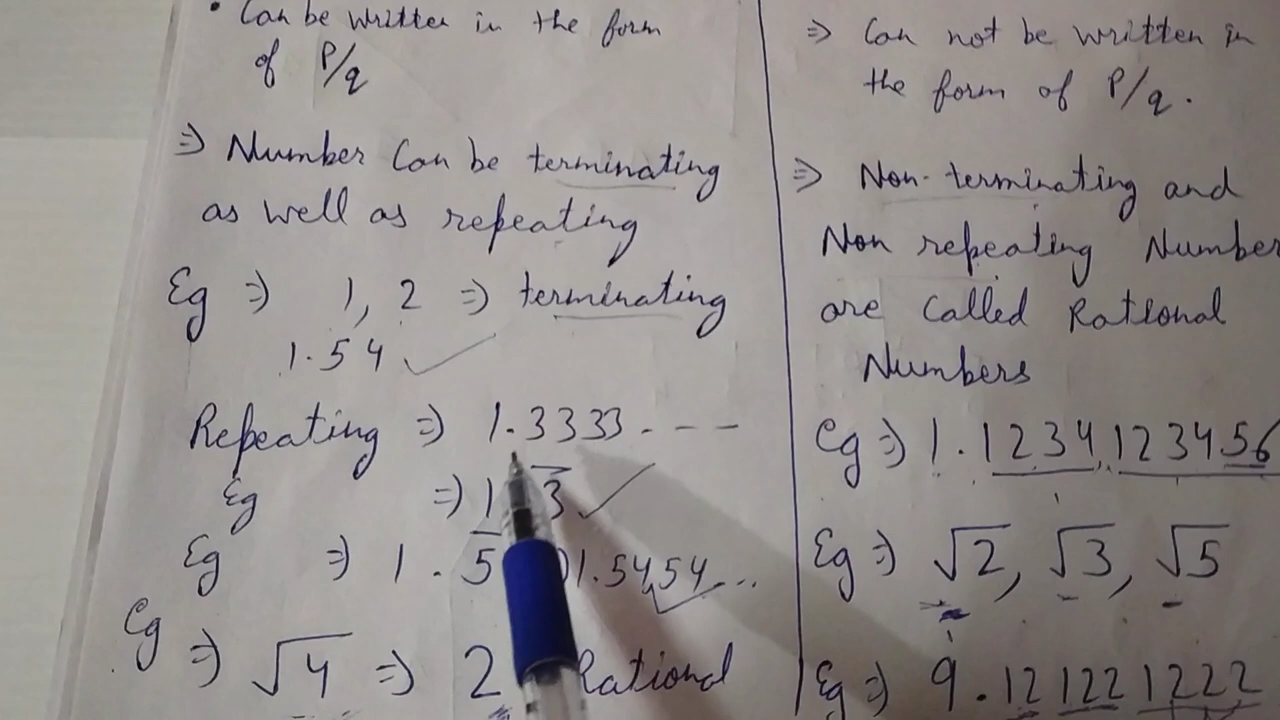 • Can be written in the form
of P/q
⇒ Number Can be terminating
as well as repeating
Eg ⇒ 1, 2 ⇒ terminating
1.54 ✓
Repeating ⇒ 1.3333----
Eg ⇒ 1 3̅ ✓
Eg ⇒ 1.5 1.5454...
Eg ⇒ √4 ⇒ 2 Rational
⇒ Can not be written in
the form of P/q.
⇒ Non-terminating and
Non repeating Number
are Called Rational
Numbers
Eg ⇒ 1.1234123456
Eg ⇒ √2, √3, √5
Eg ⇒ 9.121221222